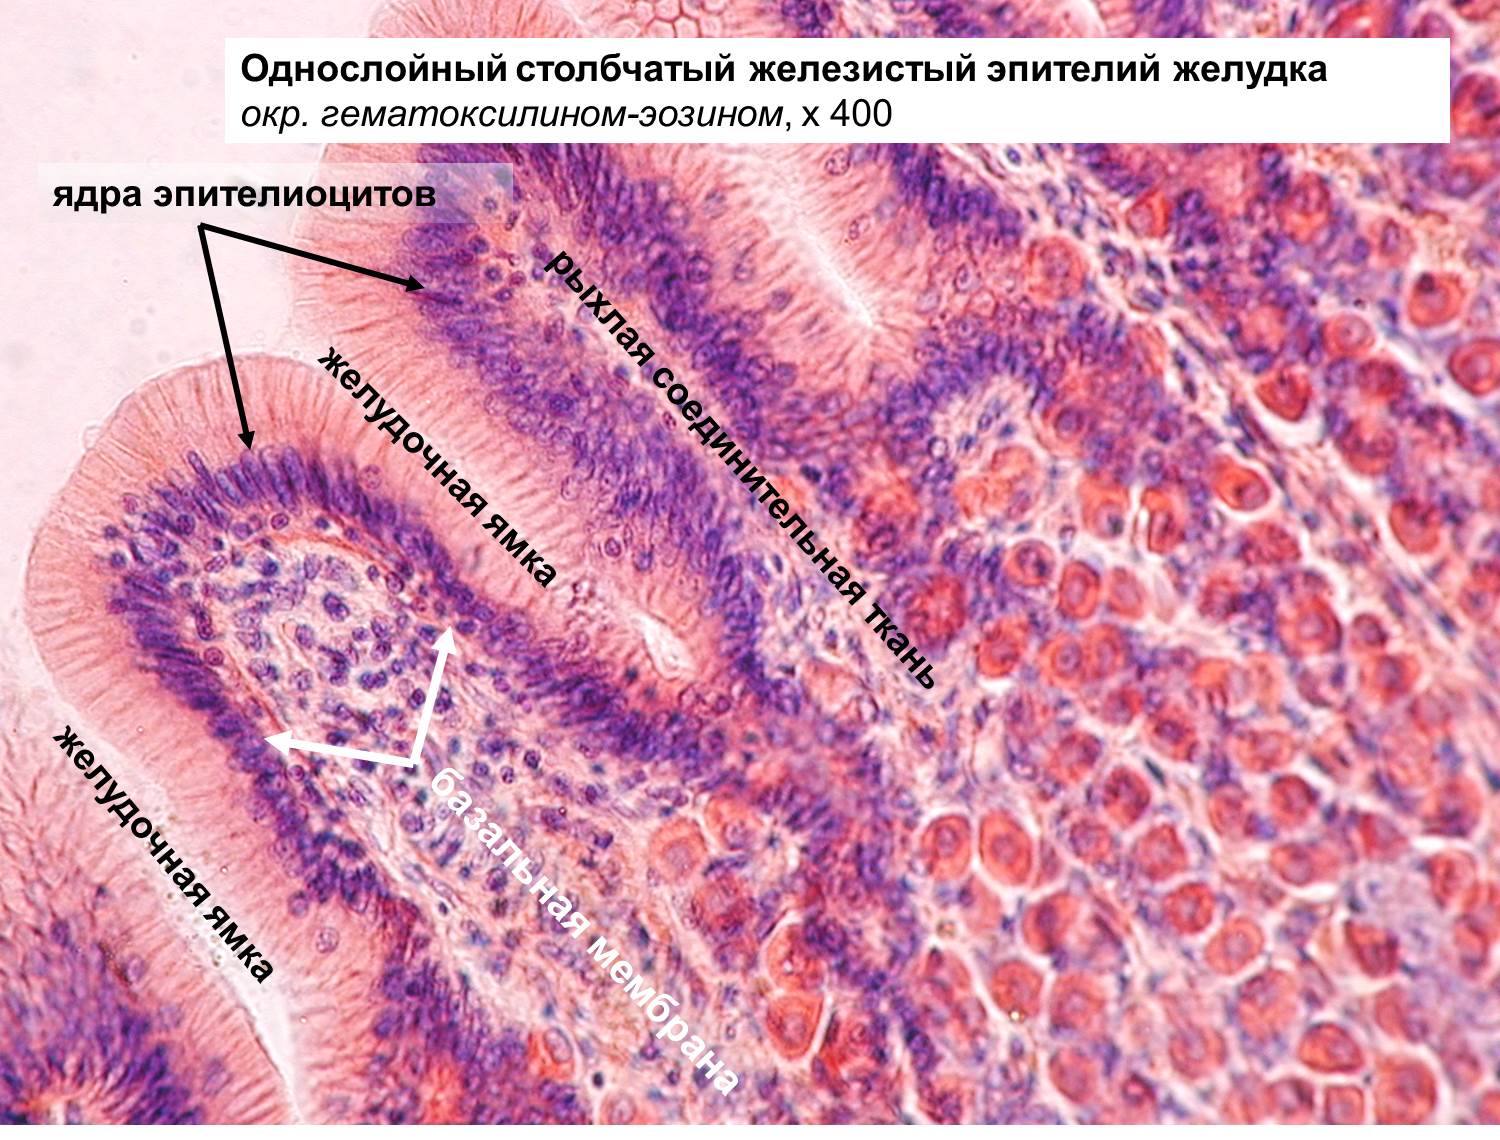 Однослойный столбчатый железистый эпителий желудка
окр. гематоксилином-эозином, х 400
ядра эпителиоцитов
рыхлая соединительная ткань
желудочная ямка
желудочная ямка
базальная мембрана